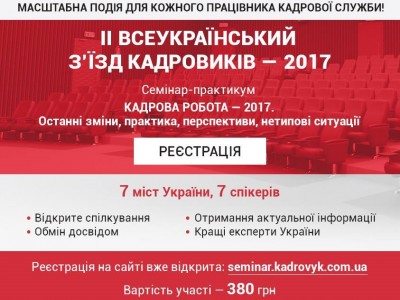 МАСШТАБНА ПОДІЯ ДЛЯ КОЖНОГО ПРАЦІВНИКА КАДРОВОЇ СЛУЖБИ!
ІІ ВСЕУКРАЇНСЬКИЙ
З’ЇЗД КАДРОВИКІВ — 2017
Семінар-практикум
КАДРОВА РОБОТА — 2017.
Останні зміни, практика, перспективи, нетипові ситуації
РЕЄСТРАЦІЯ
7 міст України, 7 спікерів
• Відкрите спілкування
• Обмін досвідом
• Отримання актуальної інформації
• Кращі експерти України
Реєстрація на сайті вже відкрита: seminar.kadrovyk.com.ua
Вартість участі — 380 грн